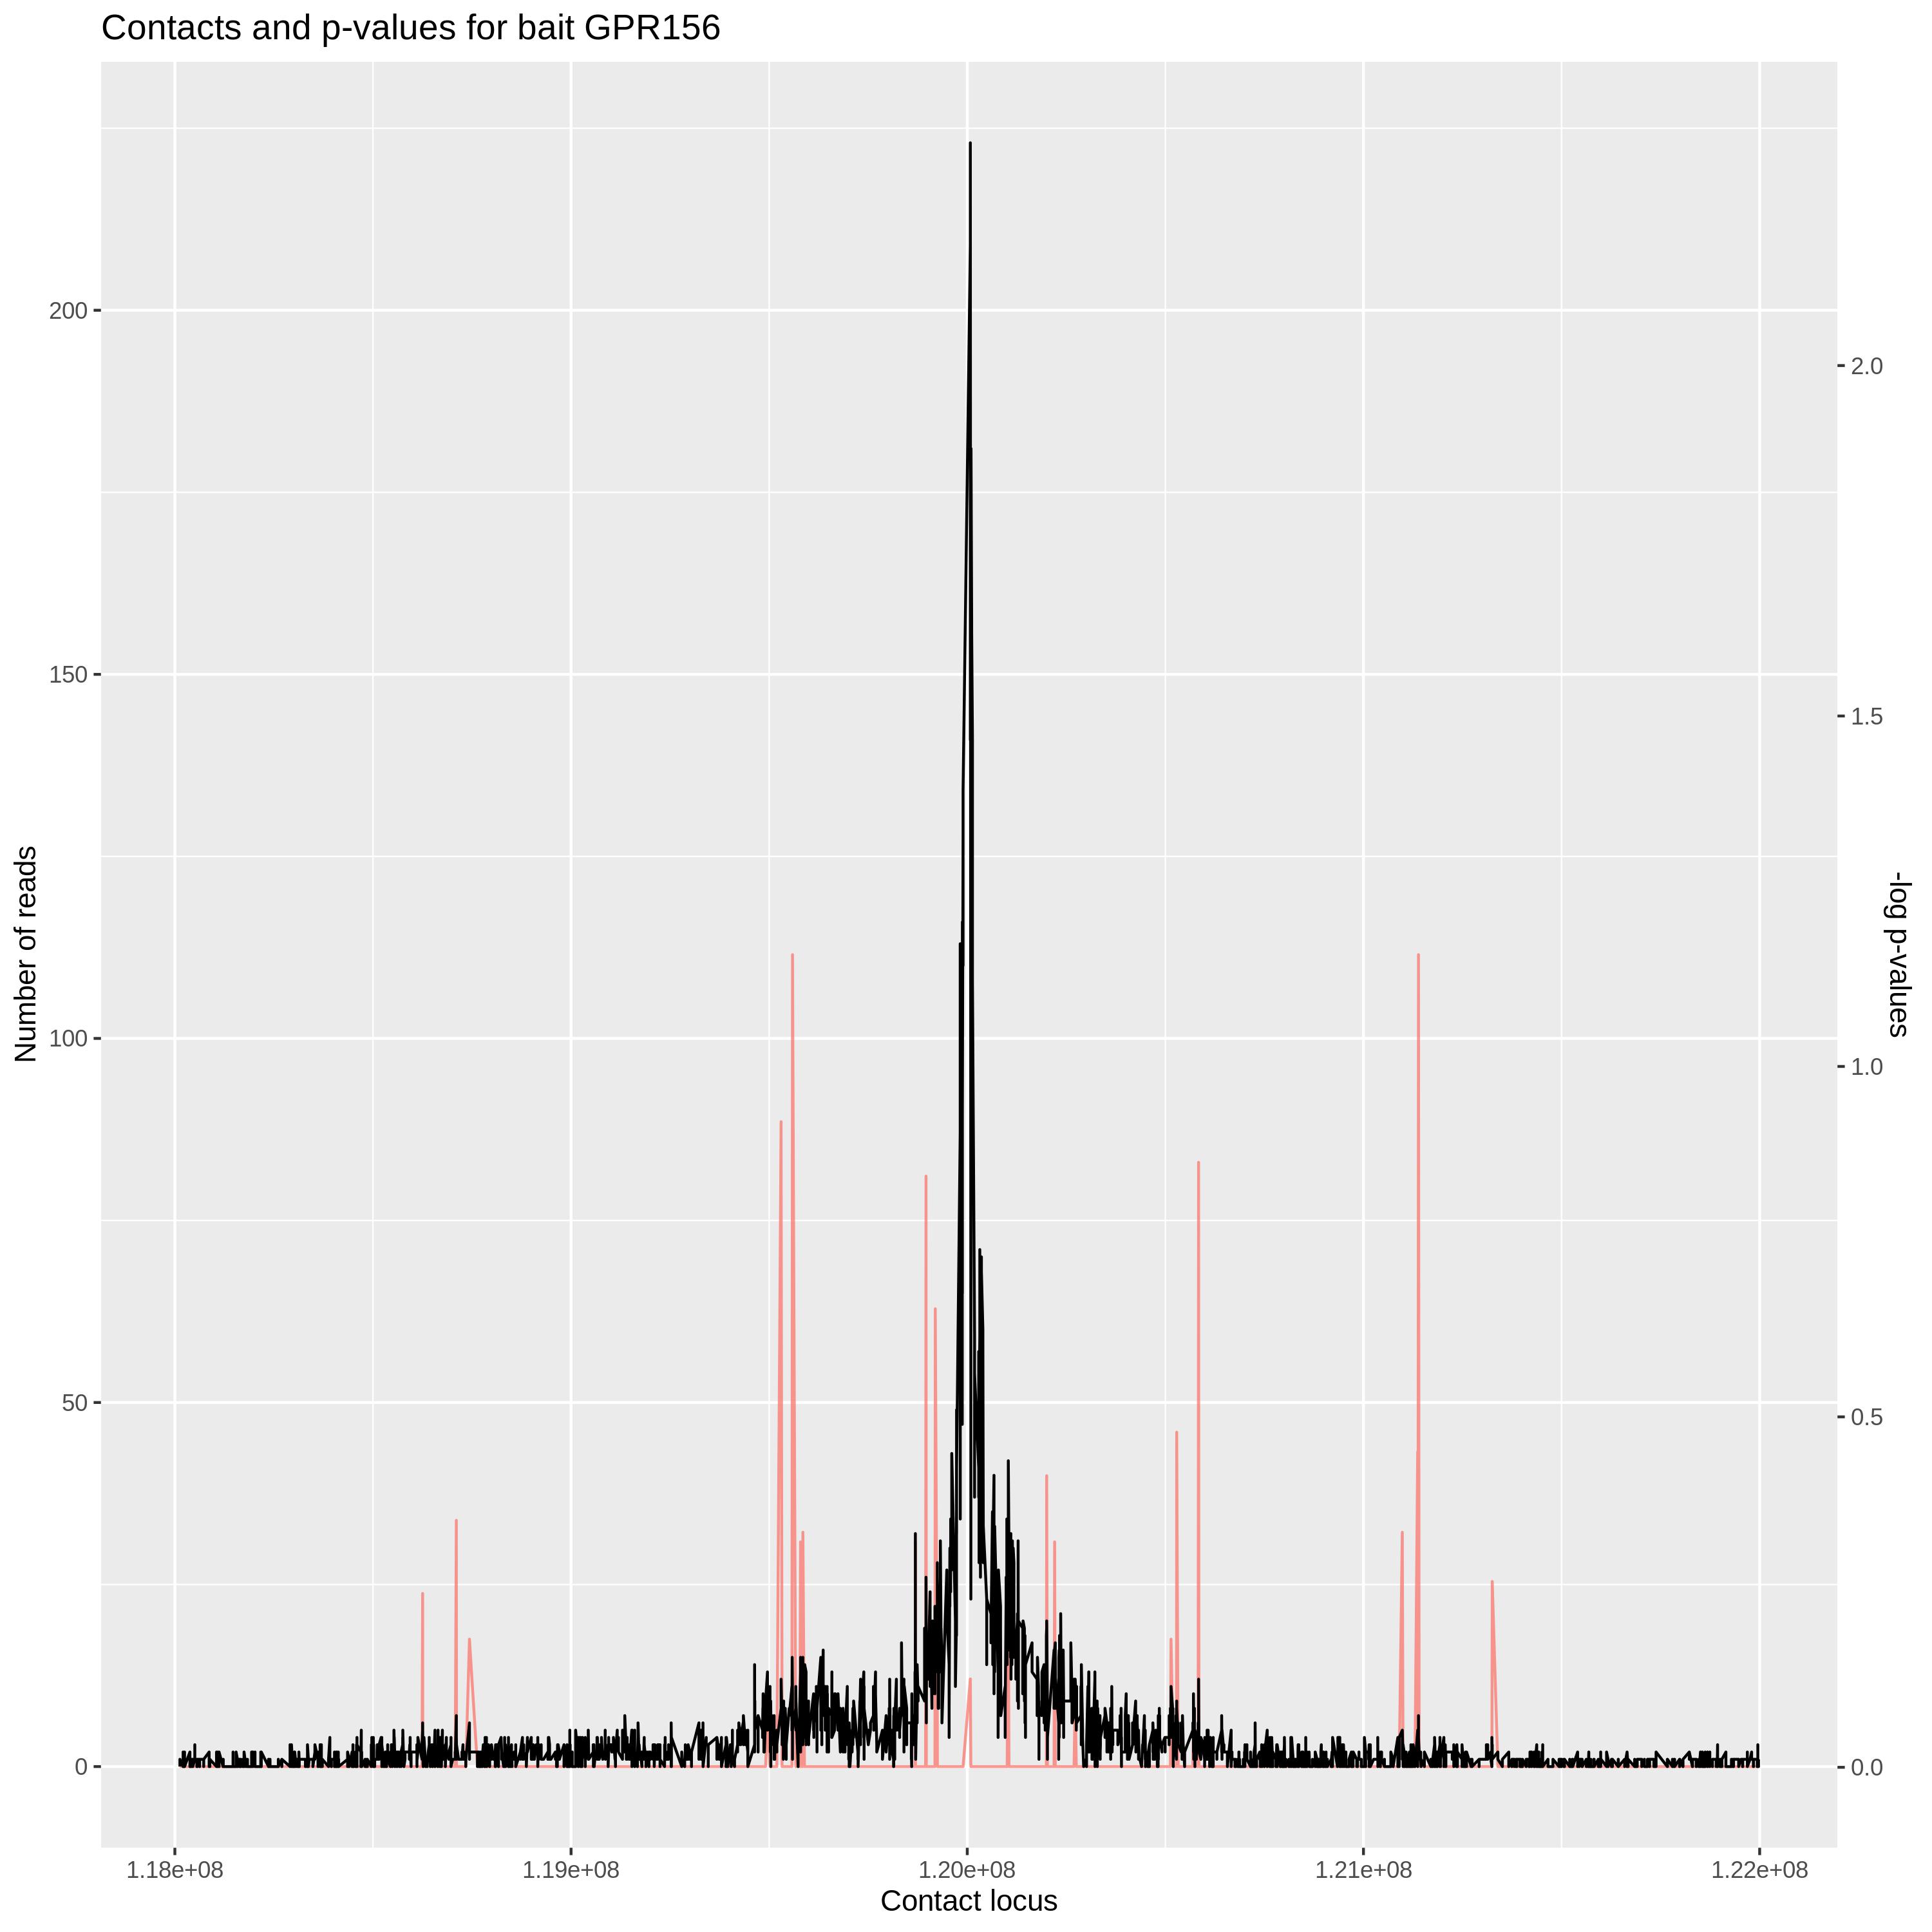 Contacts and p-values for bait GPR156
Number of reads
200
150
100
50
0
2.0
1.5
1.0
0.5
0.0
-log p-values
1.18e+08 1.19e+08 1.20e+08 1.21e+08 1.22e+08
Contact locus